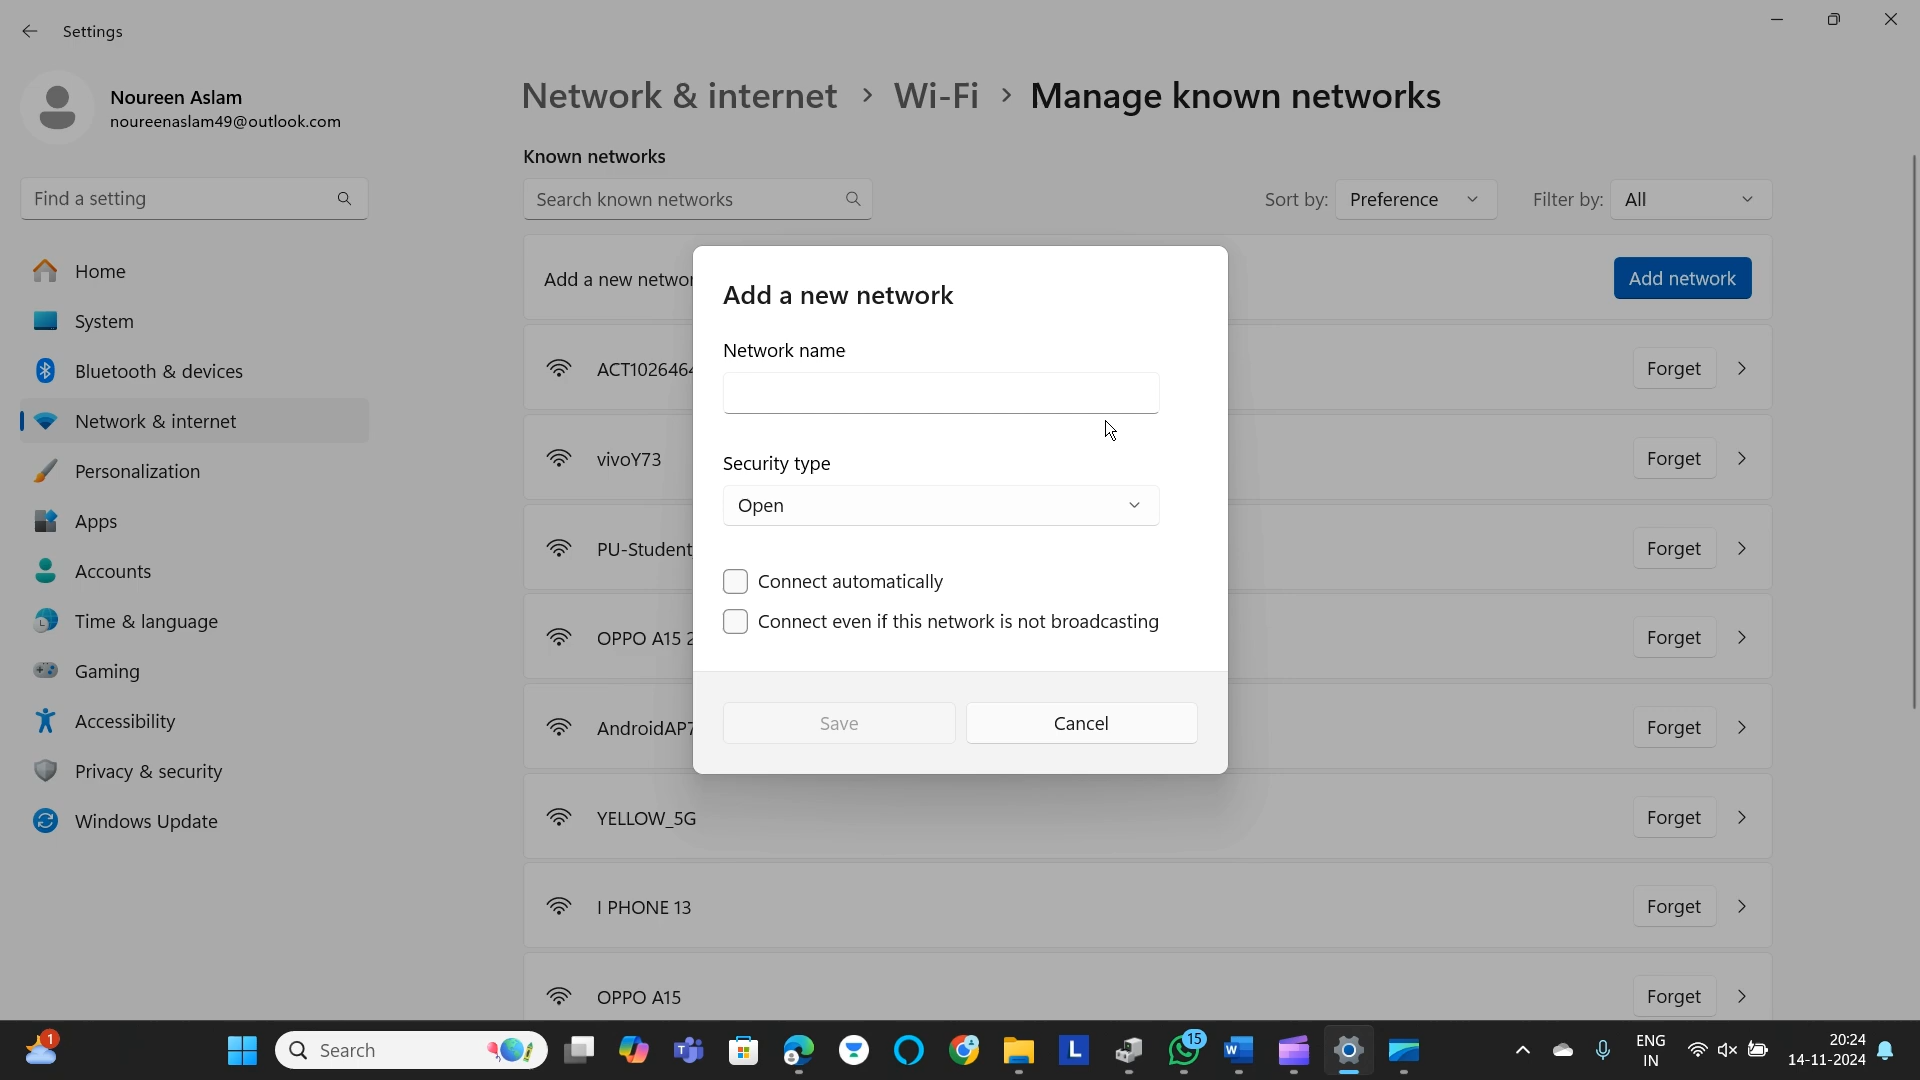 Settings
Noureen Aslam
noureenaslam49@outlook.com
Find a setting
Home
System
Bluetooth & devices
Network & internet
Personalization
Apps
Accounts
Time & language
Gaming
Accessibility
Privacy & security
Windows Update
Network & internet > Wi-Fi > Manage known networks
Known networks
Search known networks
Sort by: Preference
Filter by: All
Add a new networ
Add network
ACT102646
Forget
vivoY73
Forget
PU-Student
Forget
OPPO A15 2
Forget
AndroidAP7
Forget
YELLOW_5G
Forget
I PHONE 13
Forget
OPPO A15
Forget
Add a new network
Network name
Security type
Open
Connect automatically
Connect even if this network is not broadcasting
Save
Cancel
1
Search
L
15
W
ENG
IN
20:24
14-11-2024